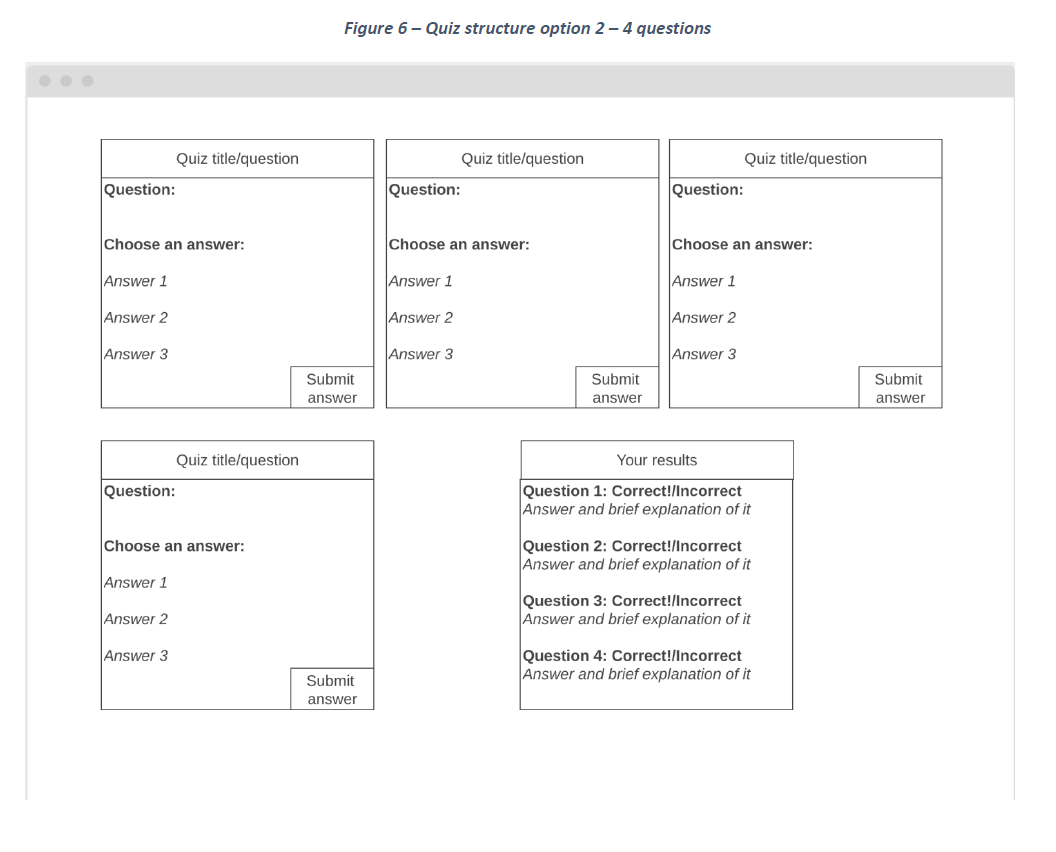 Figure 6 – Quiz structure option 2 – 4 questions
Quiz title/question
Question:
Choose an answer:
Answer 1
Answer 2
Answer 3
Submit
answer
Quiz title/question
Question:
Choose an answer:
Answer 1
Answer 2
Answer 3
Submit
answer
Quiz title/question
Question:
Choose an answer:
Answer 1
Answer 2
Answer 3
Submit
answer
Quiz title/question
Question:
Choose an answer:
Answer 1
Answer 2
Answer 3
Submit
answer
Your results
Question 1: Correct!/Incorrect
Answer and brief explanation of it
Question 2: Correct!/Incorrect
Answer and brief explanation of it
Question 3: Correct!/Incorrect
Answer and brief explanation of it
Question 4: Correct!/Incorrect
Answer and brief explanation of it